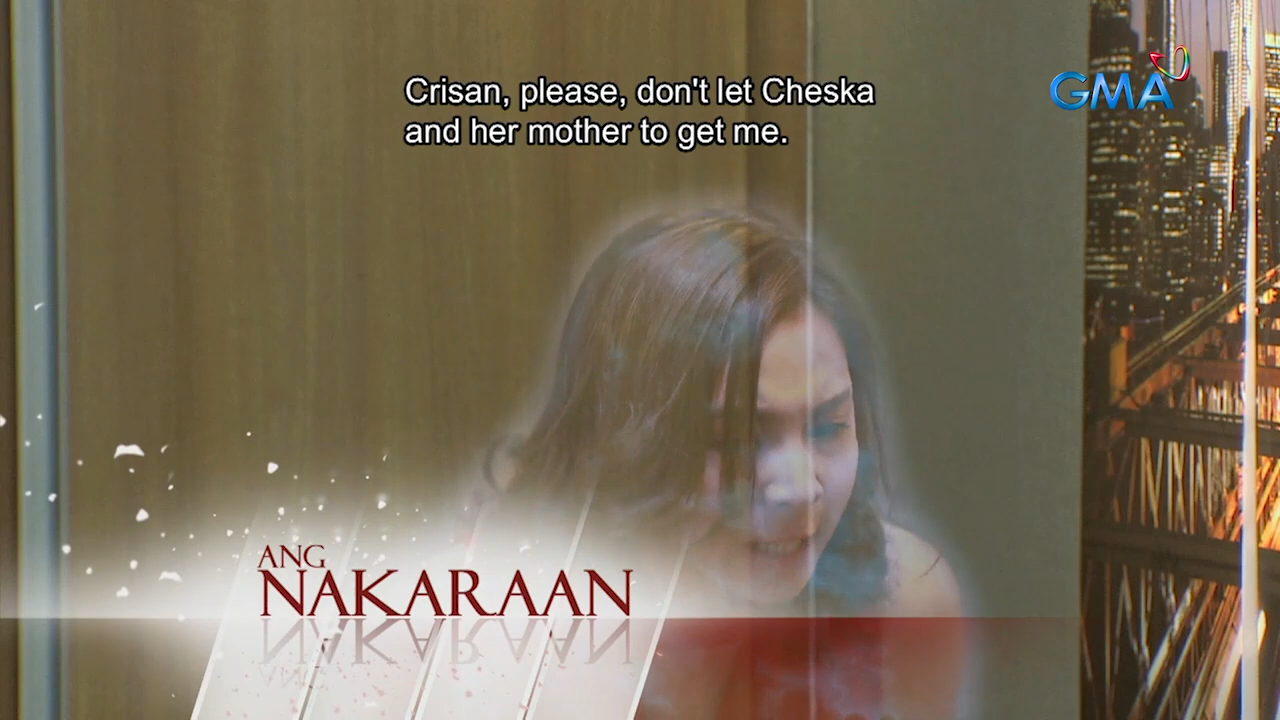 Crisan, please, don't let Cheska
and her mother to get me.
GMA
ANG
NAKARAAN